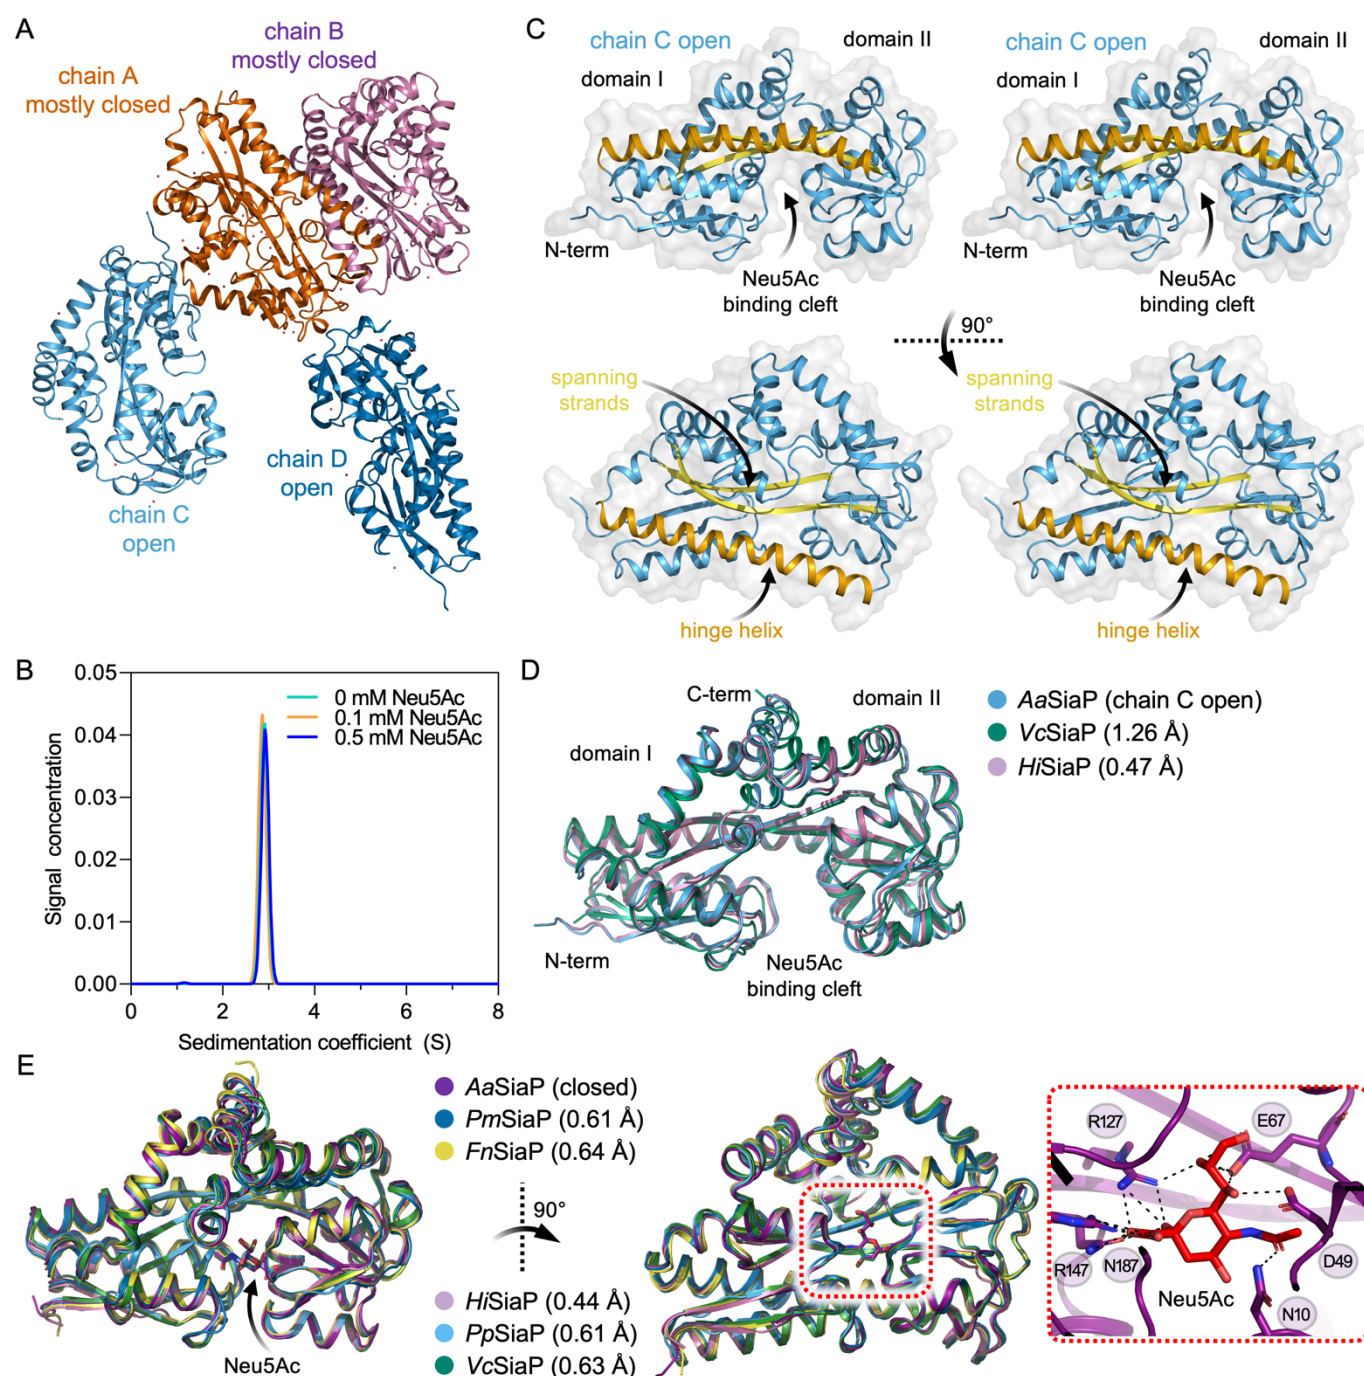 A
chain A
mostly closed
chain B
mostly closed
chain C
open
chain D
open
C
chain C open
domain II
domain I
N-term
Neu5Ac
binding cleft
chain C open
domain II
domain I
N-term
Neu5Ac
binding cleft
90°
spanning
strands
hinge helix
spanning
strands
hinge helix
B
0.05
0.04
0.03
0.02
0.01
0.00
Signal concentration
0 mM Neu5Ac
0.1 mM Neu5Ac
0.5 mM Neu5Ac
0 2 4 6 8
Sedimentation coefficient (S)
D
C-term
domain II
domain I
N-term
Neu5Ac
binding cleft
AaSiaP (chain C open)
VcSiaP (1.26 Å)
HiSiaP (0.47 Å)
E
Neu5Ac
AaSiaP (closed)
PmSiaP (0.61 Å)
FnSiaP (0.64 Å)
90°
HiSiaP (0.44 Å)
PpSiaP (0.61 Å)
VcSiaP (0.63 Å)
R127
E67
R147
N187
Neu5Ac
N10
D49